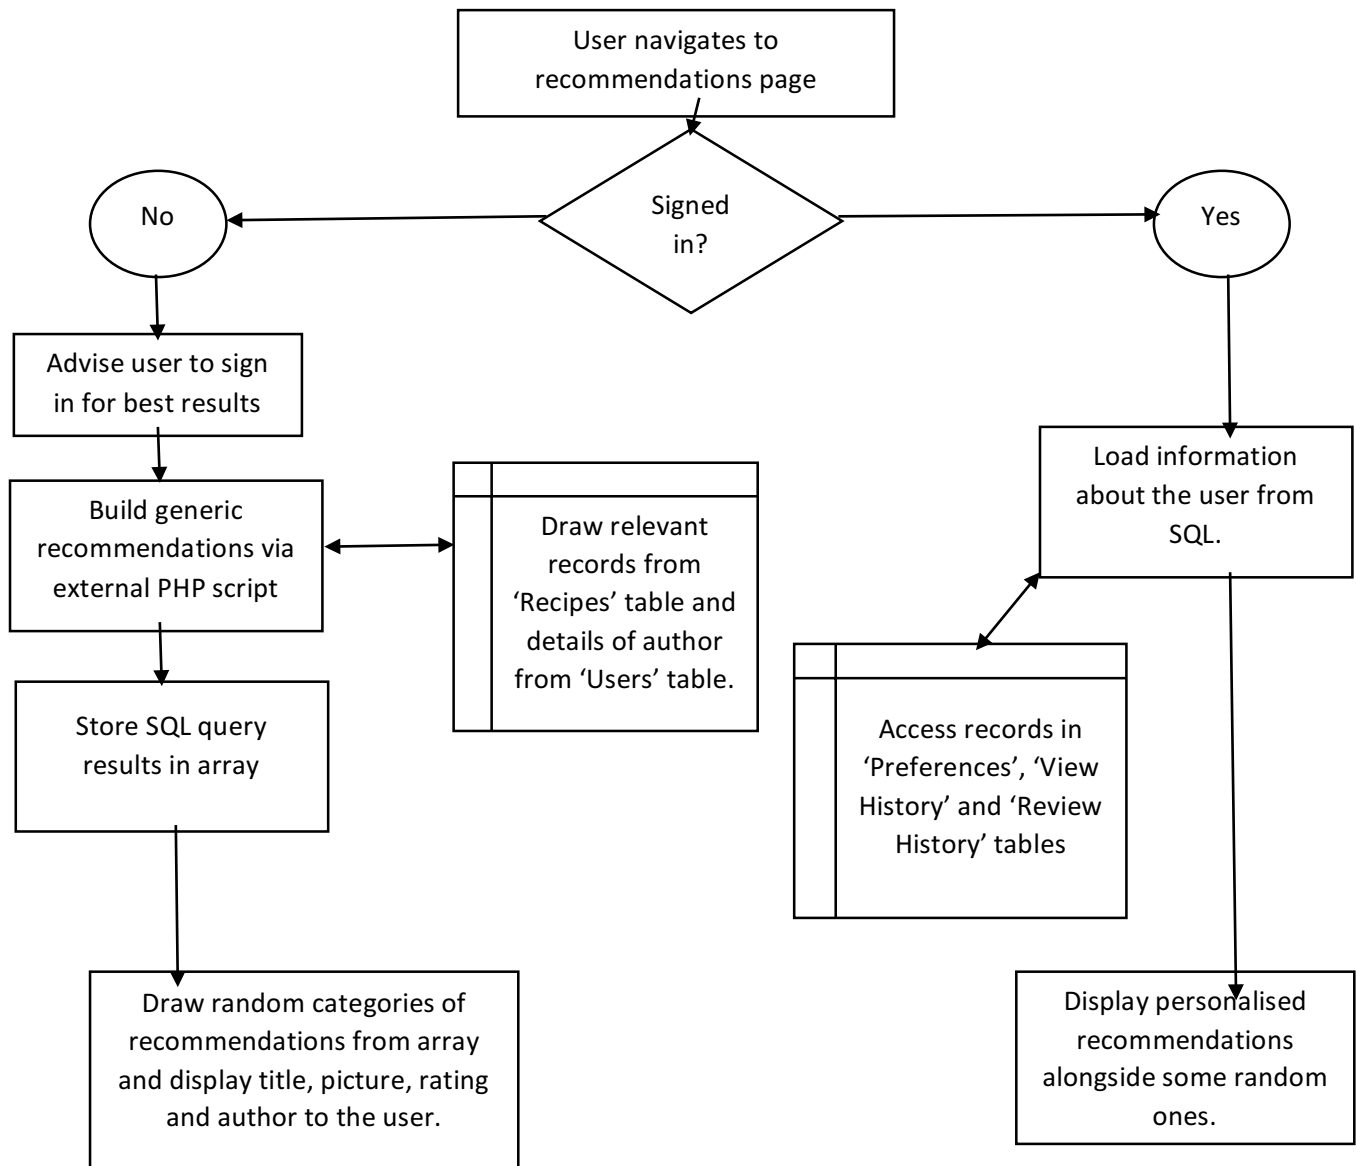 User navigates to
recommendations page
Signed
in?
No
Yes
Advise user to sign
in for best results
Build generic
recommendations via
external PHP script
Draw relevant
records from
‘Recipes’ table and
details of author
from ‘Users’ table.
Load information
about the user from
SQL.
Store SQL query
results in array
Access records in
‘Preferences’, ‘View
History’ and ‘Review
History’ tables
Draw random categories of
recommendations from array
and display title, picture, rating
and author to the user.
Display personalised
recommendations
alongside some random
ones.